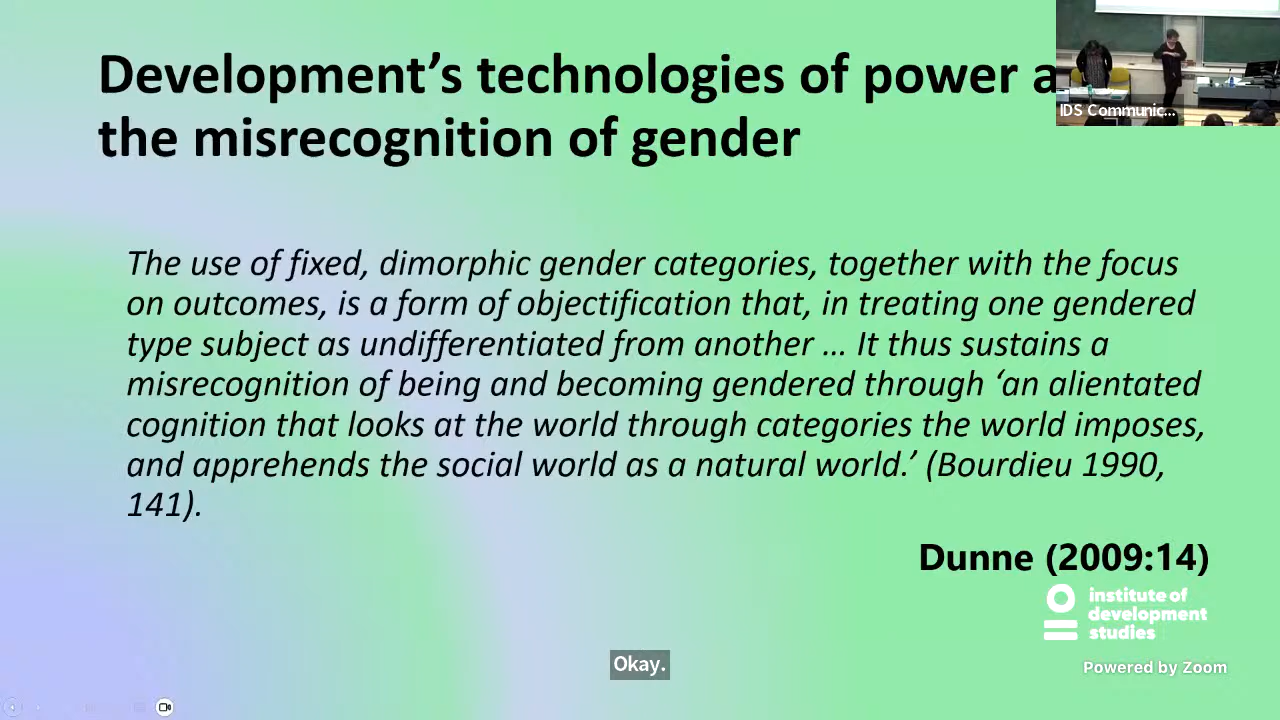 Development’s technologies of power a
the misrecognition of gender
IDS Communic...
The use of fixed, dimorphic gender categories, together with the focus
on outcomes, is a form of objectification that, in treating one gendered
type subject as undifferentiated from another … It thus sustains a
misrecognition of being and becoming gendered through ‘an alientated
cognition that looks at the world through categories the world imposes,
and apprehends the social world as a natural world.’ (Bourdieu 1990,
141).
Dunne (2009:14)
institute of
development
studies
Okay.
Powered by Zoom